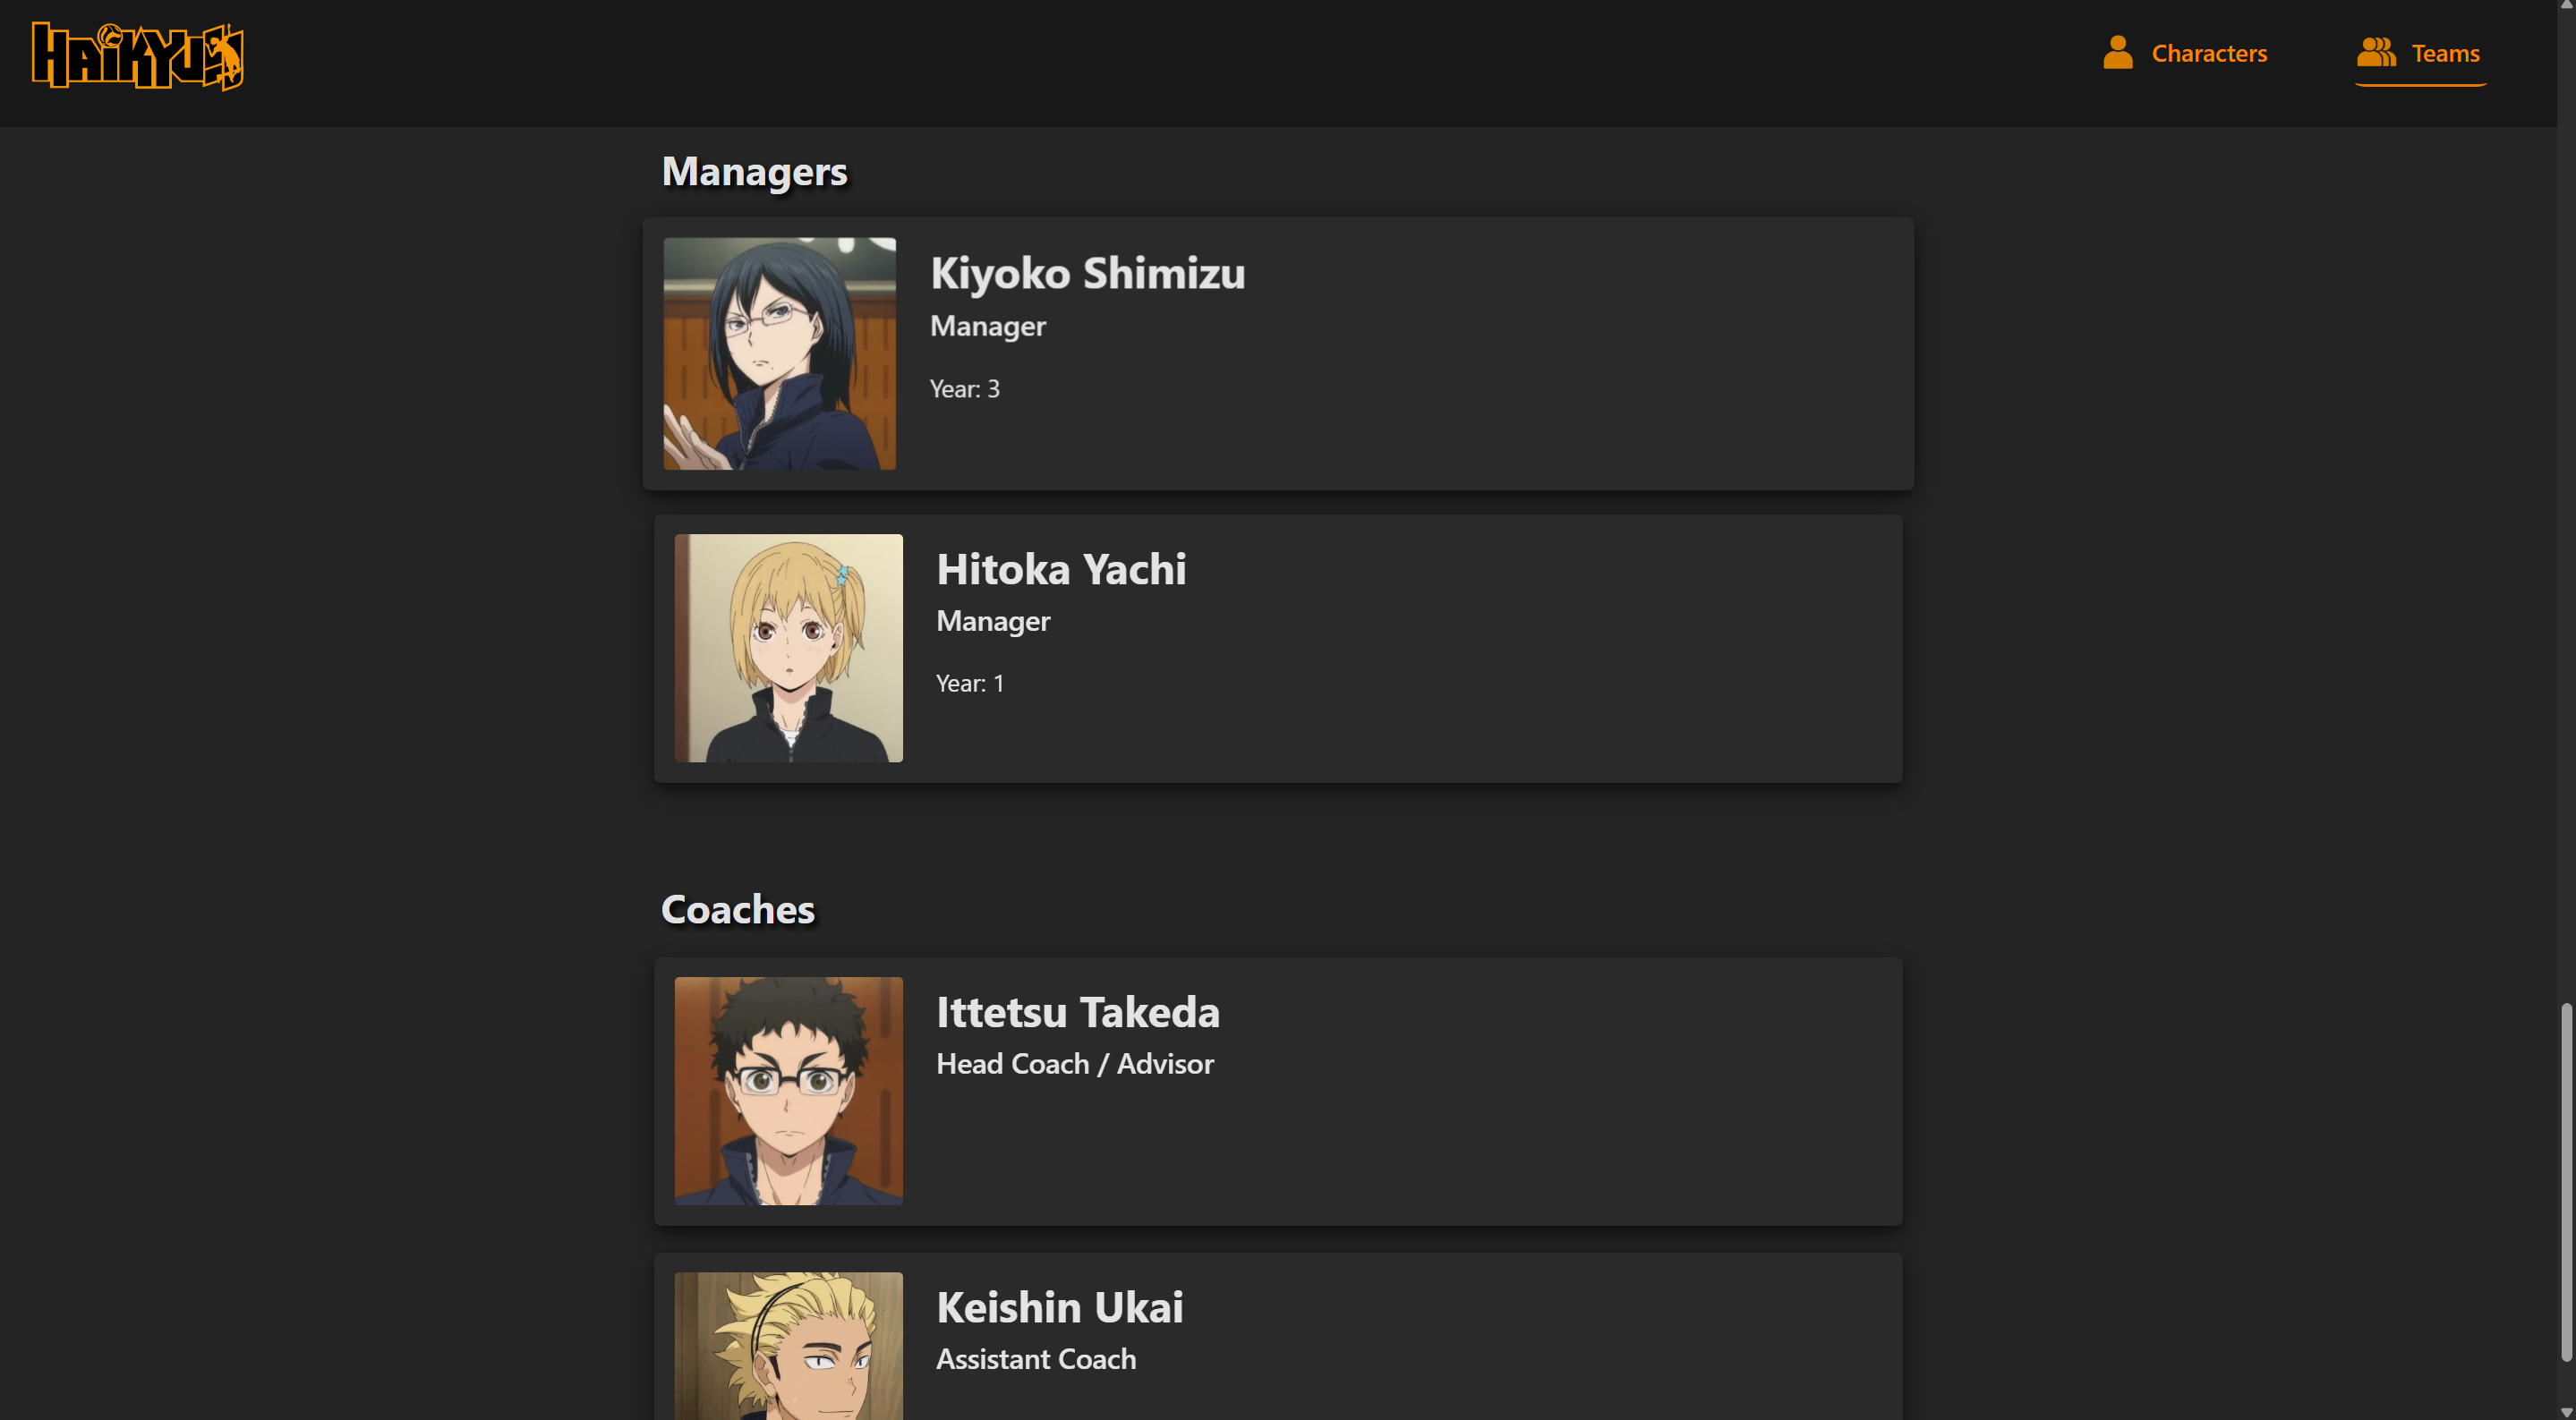 HAIKYU!!
Characters
Teams
Managers
Kiyoko Shimizu
Manager
Year: 3
Hitoka Yachi
Manager
Year: 1
Coaches
Ittetsu Takeda
Head Coach / Advisor
Keishin Ukai
Assistant Coach